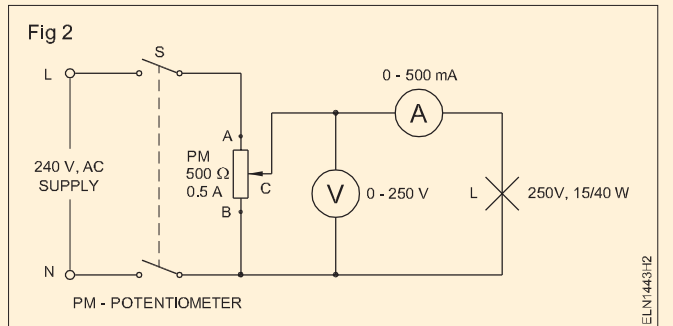 Fig 2
S
L
0 - 500 mA
A
A
PM
500 Ω
0.5 A
C
B
240 V, AC
SUPPLY
V
0 - 250 V
L
250V, 15/40 W
N
PM - POTENTIOMETER
ELN1443H2